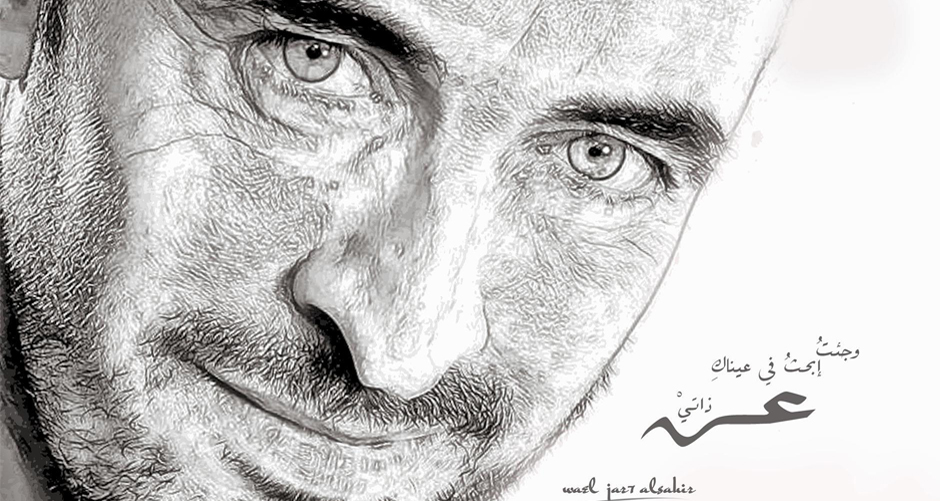 وجئتُ
إبحثُ في عيناكِ
عن ذاتيْ
wael jar7 alsahir